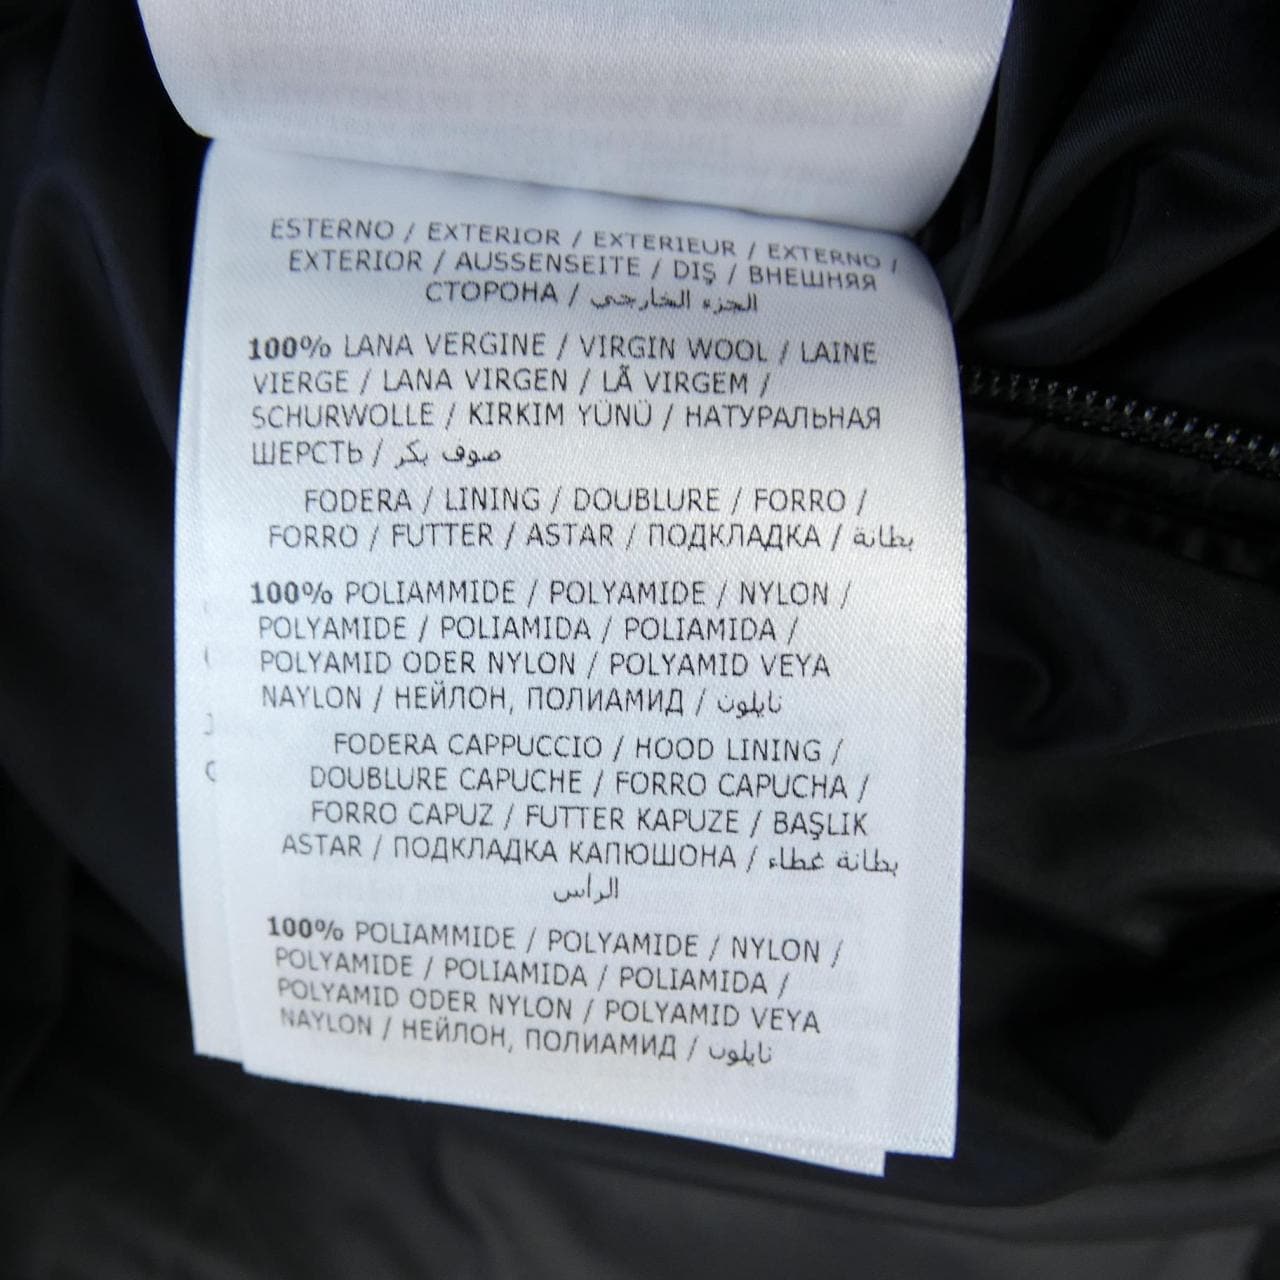 ESTERNO / EXTERIOR / EXTERIEUR / EXTERNO /
EXTERIOR / AUSSENSEITE / DIŞ / ВНЕШНЯЯ
СТОРОНА / الجزء الخارجي
100% LANA VERGINE / VIRGIN WOOL / LAINE
VIERGE / LANA VIRGEN / LÃ VIRGEM /
SCHURWOLLE / KIRKIM YÜNÜ / НАТУРАЛЬНАЯ
ШЕРСТЬ / صوف بكر
FODERA / LINING / DOUBLURE / FORRO /
FORRO / FUTTER / ASTAR / ПОДКЛАДКА / بطانة
100% POLIAMMIDE / POLYAMIDE / NYLON /
POLYAMIDE / POLIAMIDA / POLIAMIDA /
POLYAMID ODER NYLON / POLYAMID VEYA
NAYLON / НЕЙЛОН, ПОЛИАМИД / نايلون
FODERA CAPPUCCIO / HOOD LINING /
DOUBLURE CAPUCHE / FORRO CAPUCHA /
FORRO CAPUZ / FUTTER KAPUZE / BAŞLIK
ASTAR / ПОДКЛАДКА КАПЮШОНА / بطانة غطاء
الراس
100% POLIAMMIDE / POLYAMIDE / NYLON /
POLYAMIDE / POLIAMIDA / POLIAMIDA /
POLYAMID ODER NYLON / POLYAMID VEYA
NAYLON / НЕЙЛОН, ПОЛИАМИД / نايلون